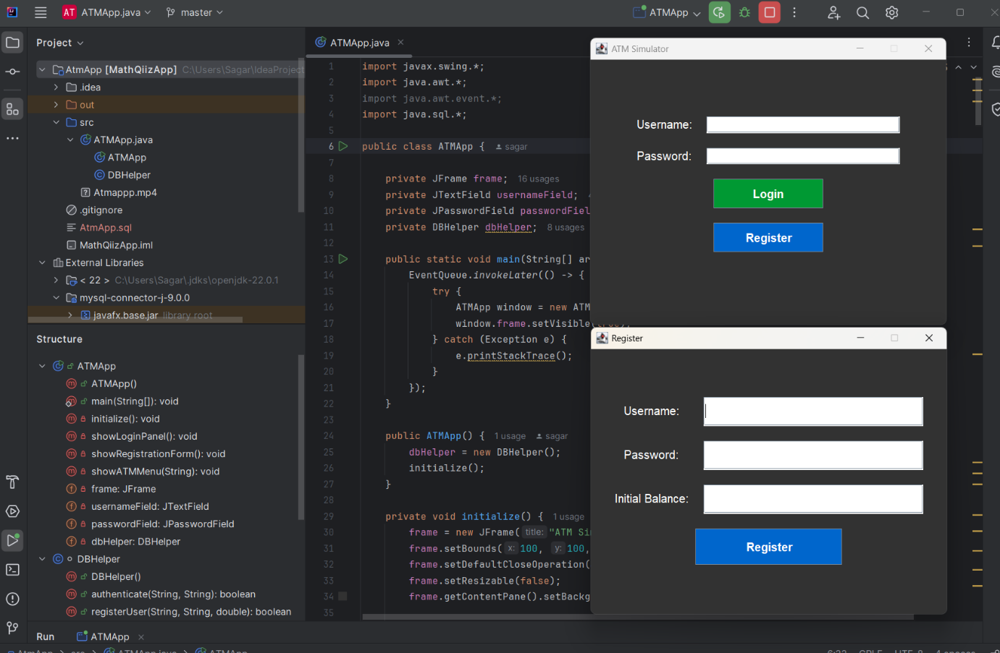 AT ATMApp.java master ATMApp
Project
AtmApp [MathQiizApp] C:\Users\Sagar\IdeaProject
.idea
out
src
ATMApp.java
ATMApp
DBHelper
Atmappp.mp4
.gitignore
AtmApp.sql
MathQiizApp.iml
External Libraries
< 22 > C:\Users\Sagar\.jdks\openjdk-22.0.1
mysql-connector-j-9.0.0
javafx.base.jar library root
Structure
ATMApp
ATMApp()
main(String[]): void
initialize(): void
showLoginPanel(): void
showRegistrationForm(): void
showATMMenu(String): void
frame: JFrame
usernameField: JTextField
passwordField: JPasswordField
dbHelper: DBHelper
DBHelper
DBHelper()
authenticate(String, String): boolean
registerUser(String, String, double): boolean
ATMApp.java
1 import javax.swing.*;
2 import java.awt.*;
3 import java.awt.event.*;
4 import java.sql.*;
5
6 public class ATMApp { sagar
7
8 private JFrame frame; 16 usages
9 private JTextField usernameField;
10 private JPasswordField passwordFiel
11 private DBHelper dbHelper; 8 usages
12
13 public static void main(String[] ar
14 EventQueue.invokeLater(() -> {
15 try {
16 ATMApp window = new ATM
17 window.frame.setVisible(true);
18 } catch (Exception e) {
19 e.printStackTrace();
20 }
21 });
22 }
23
24 public ATMApp() { 1 usage sagar
25 dbHelper = new DBHelper();
26 initialize();
27 }
28
29 private void initialize() { 1 usage
30 frame = new JFrame( title: "ATM Si
31 frame.setBounds( x: 100, y: 100,
32 frame.setDefaultCloseOperation(
33 frame.setResizable(false);
34 frame.getContentPane().setBackg
35
ATM Simulator
Username:
Password:
Login
Register
Register
Username:
Password:
Initial Balance:
Register
Run ATMApp